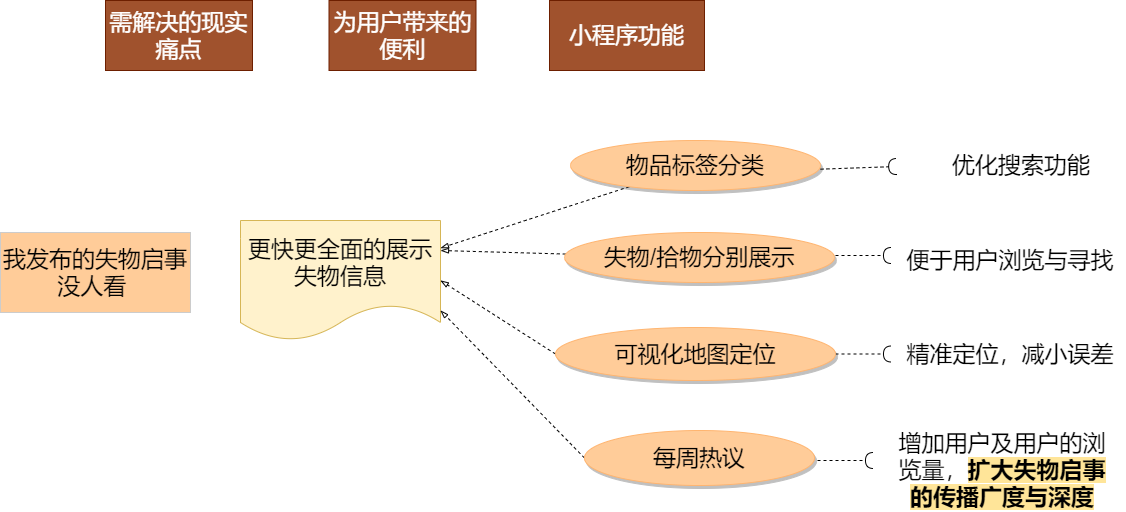 需解决的现实
痛点
为用户带来的
便利
小程序功能
物品标签分类
优化搜索功能
我发布的失物启事
没人看
更快更全面的展示
失物信息
失物/拾物分别展示
便于用户浏览与寻找
可视化地图定位
精准定位，减小误差
每周热议
增加用户及用户的浏
览量，扩大失物启事
的传播广度与深度